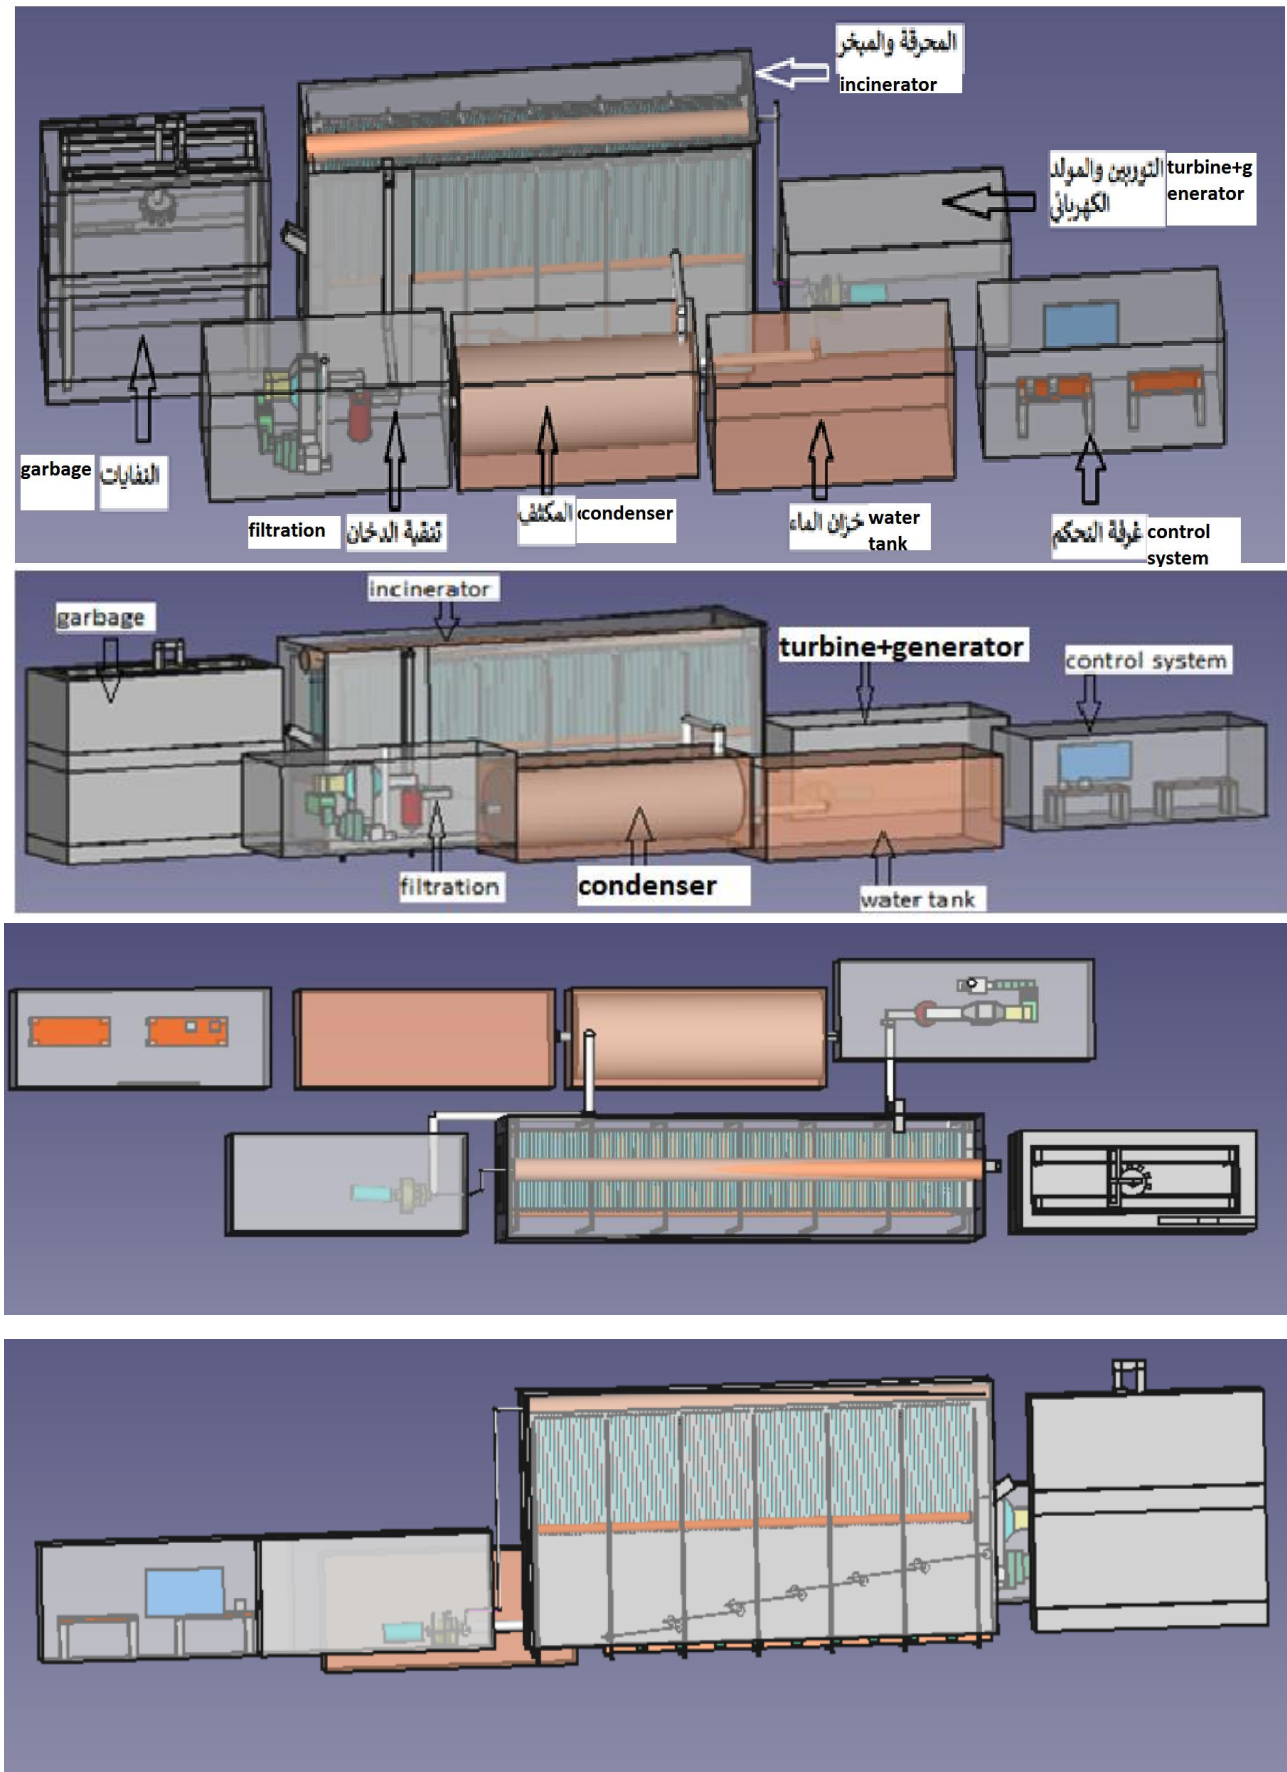 المحرقة والمبخر
incinerator
التوربين والمولد
الكهربائي
turbine+g
enerator
garbage
النفايات
filtration
تنقية الدخان
المكثف
condenser
خزان الماء
water
tank
غرفة التحكم
control
system
incinerator
garbage
turbine+generator
control system
filtration
condenser
water tank